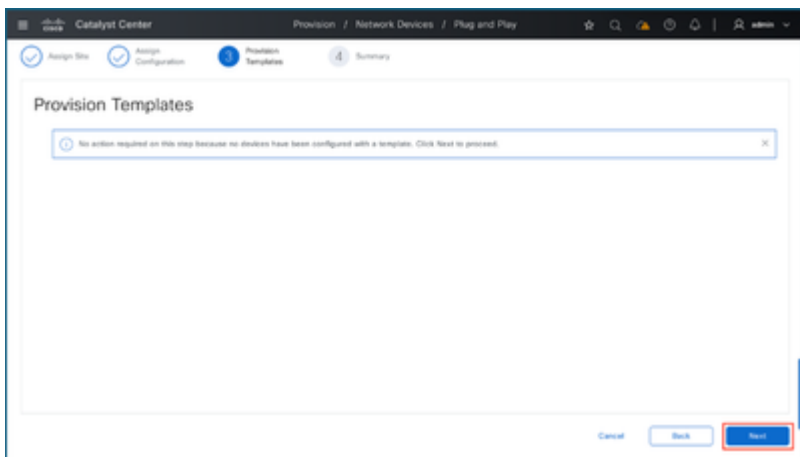 CISCO Catalyst Center Provision / Network Devices / Plug and Play admin
Assign Site
Assign
Configuration
3 Provision
Templates
4 Summary
Provision Templates
No action required on this step because no devices have been configured with a template. Click Next to proceed.
Cancel Back Next